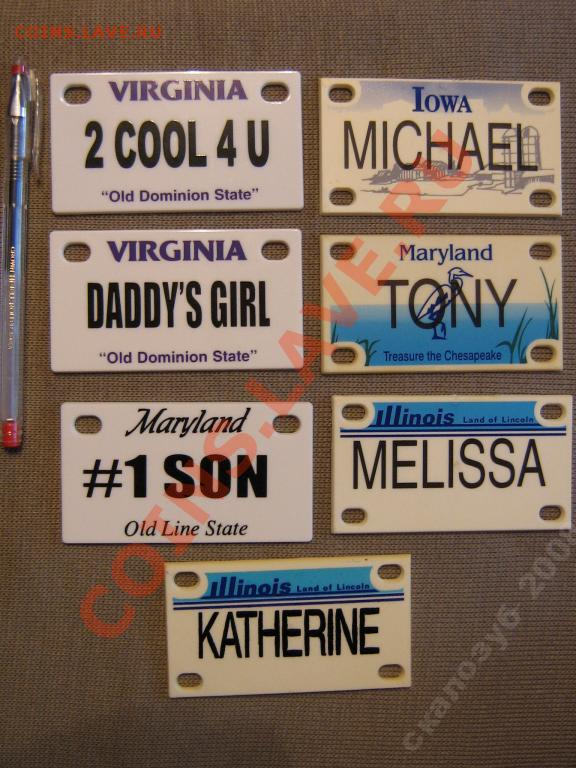 COINS.LAVE.RU
VIRGINIA
2 COOL 4 U
“Old Dominion State”
IOWA
MICHAEL
VIRGINIA
DADDY'S GIRL
“Old Dominion State”
Maryland
TONY
Treasure the Chesapeake
Maryland
#1 SON
Old Line State
Illinois Land of Lincoln
MELISSA
Illinois Land of Lincoln
KATHERINE
COINS.LAVE.RU
скалозуб 2009